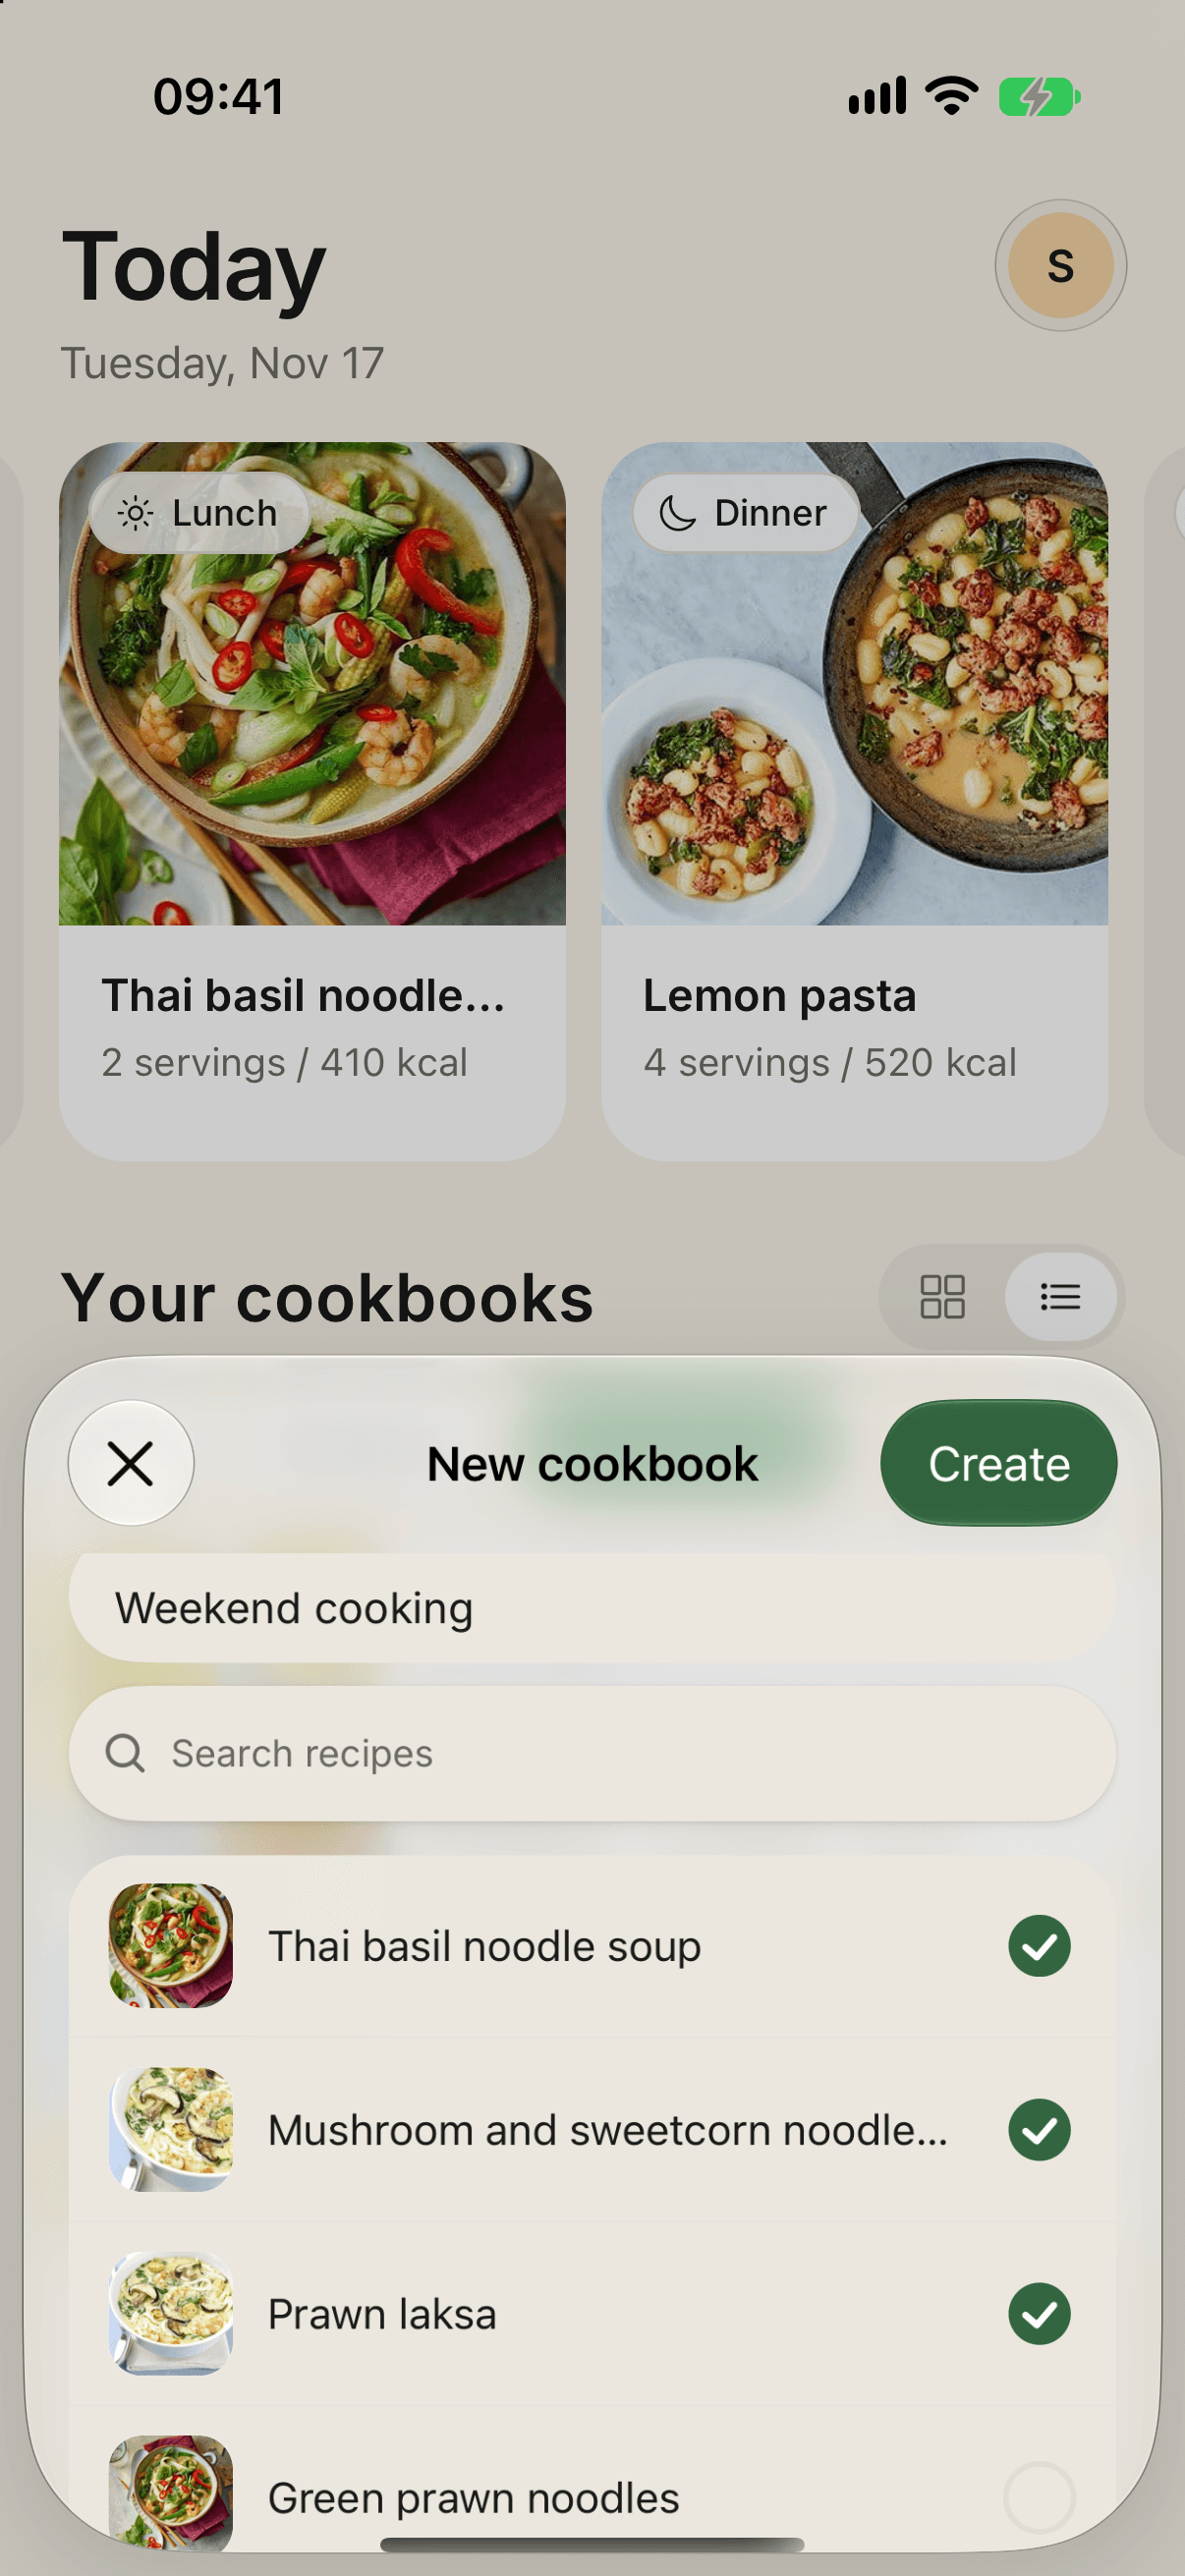 09:41
Today
S
Tuesday, Nov 17
Lunch
Dinner
Thai basil noodle...
2 servings / 410 kcal
Lemon pasta
4 servings / 520 kcal
Your cookbooks
New cookbook
Create
Weekend cooking
Search recipes
Thai basil noodle soup
Mushroom and sweetcorn noodle...
Prawn laksa
Green prawn noodles